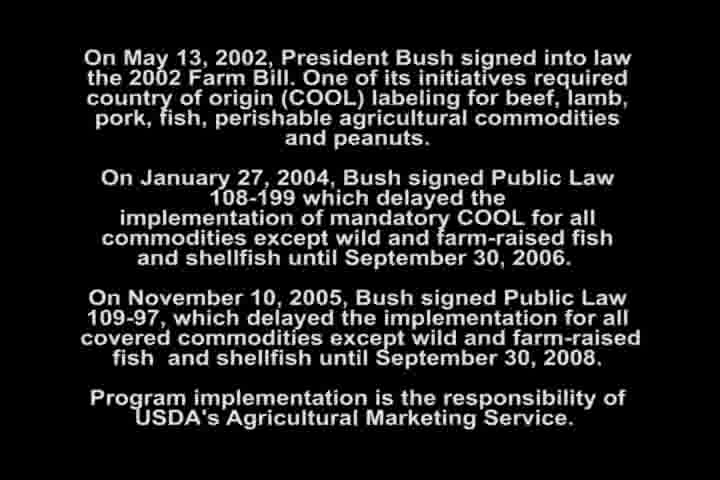 On May 13, 2002, President Bush signed into law
the 2002 Farm Bill. One of its initiatives required
country of origin (COOL) labeling for beef, lamb,
pork, fish, perishable agricultural commodities
and peanuts.
On January 27, 2004, Bush signed Public Law
108-199 which delayed the
implementation of mandatory COOL for all
commodities except wild and farm-raised fish
and shellfish until September 30, 2006.
On November 10, 2005, Bush signed Public Law
109-97, which delayed the implementation for all
covered commodities except wild and farm-raised
fish  and shellfish until September 30, 2008.
Program implementation is the responsibility of
USDA's Agricultural Marketing Service.